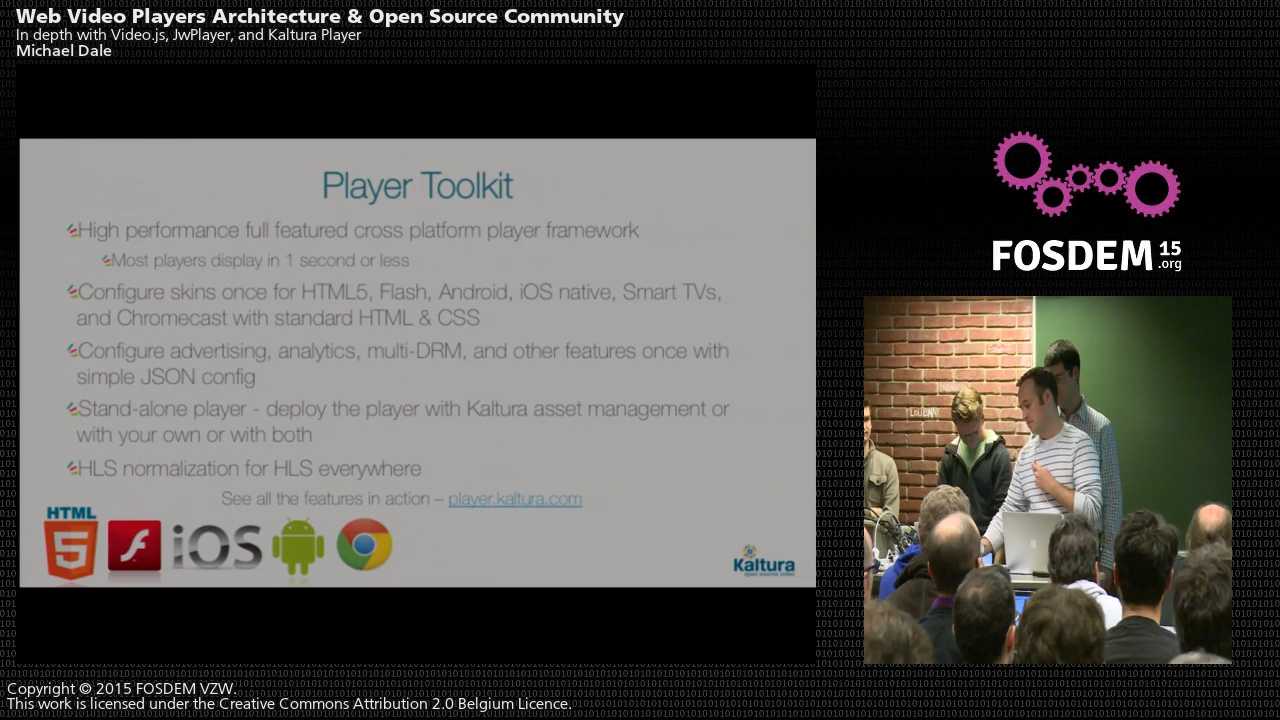 Web Video Players Architecture & Open Source Community
In depth with Video.js, JwPlayer, and Kaltura Player
Michael Dale
Player Toolkit
High performance full featured cross platform player framework
Most players display in 1 second or less
Configure skins once for HTML5, Flash, Android, iOS native, Smart TVs,
and Chromecast with standard HTML & CSS
Configure advertising, analytics, multi-DRM, and other features once with
simple JSON config
Stand-alone player - deploy the player with Kaltura asset management or
with your own or with both
HLS normalization for HLS everywhere
See all the features in action – player.kaltura.com
HTML
5
iOS
Kaltura
open source video
FOSDEM 15
.org
Copyright © 2015 FOSDEM VZW.
This work is licensed under the Creative Commons Attribution 2.0 Belgium Licence.